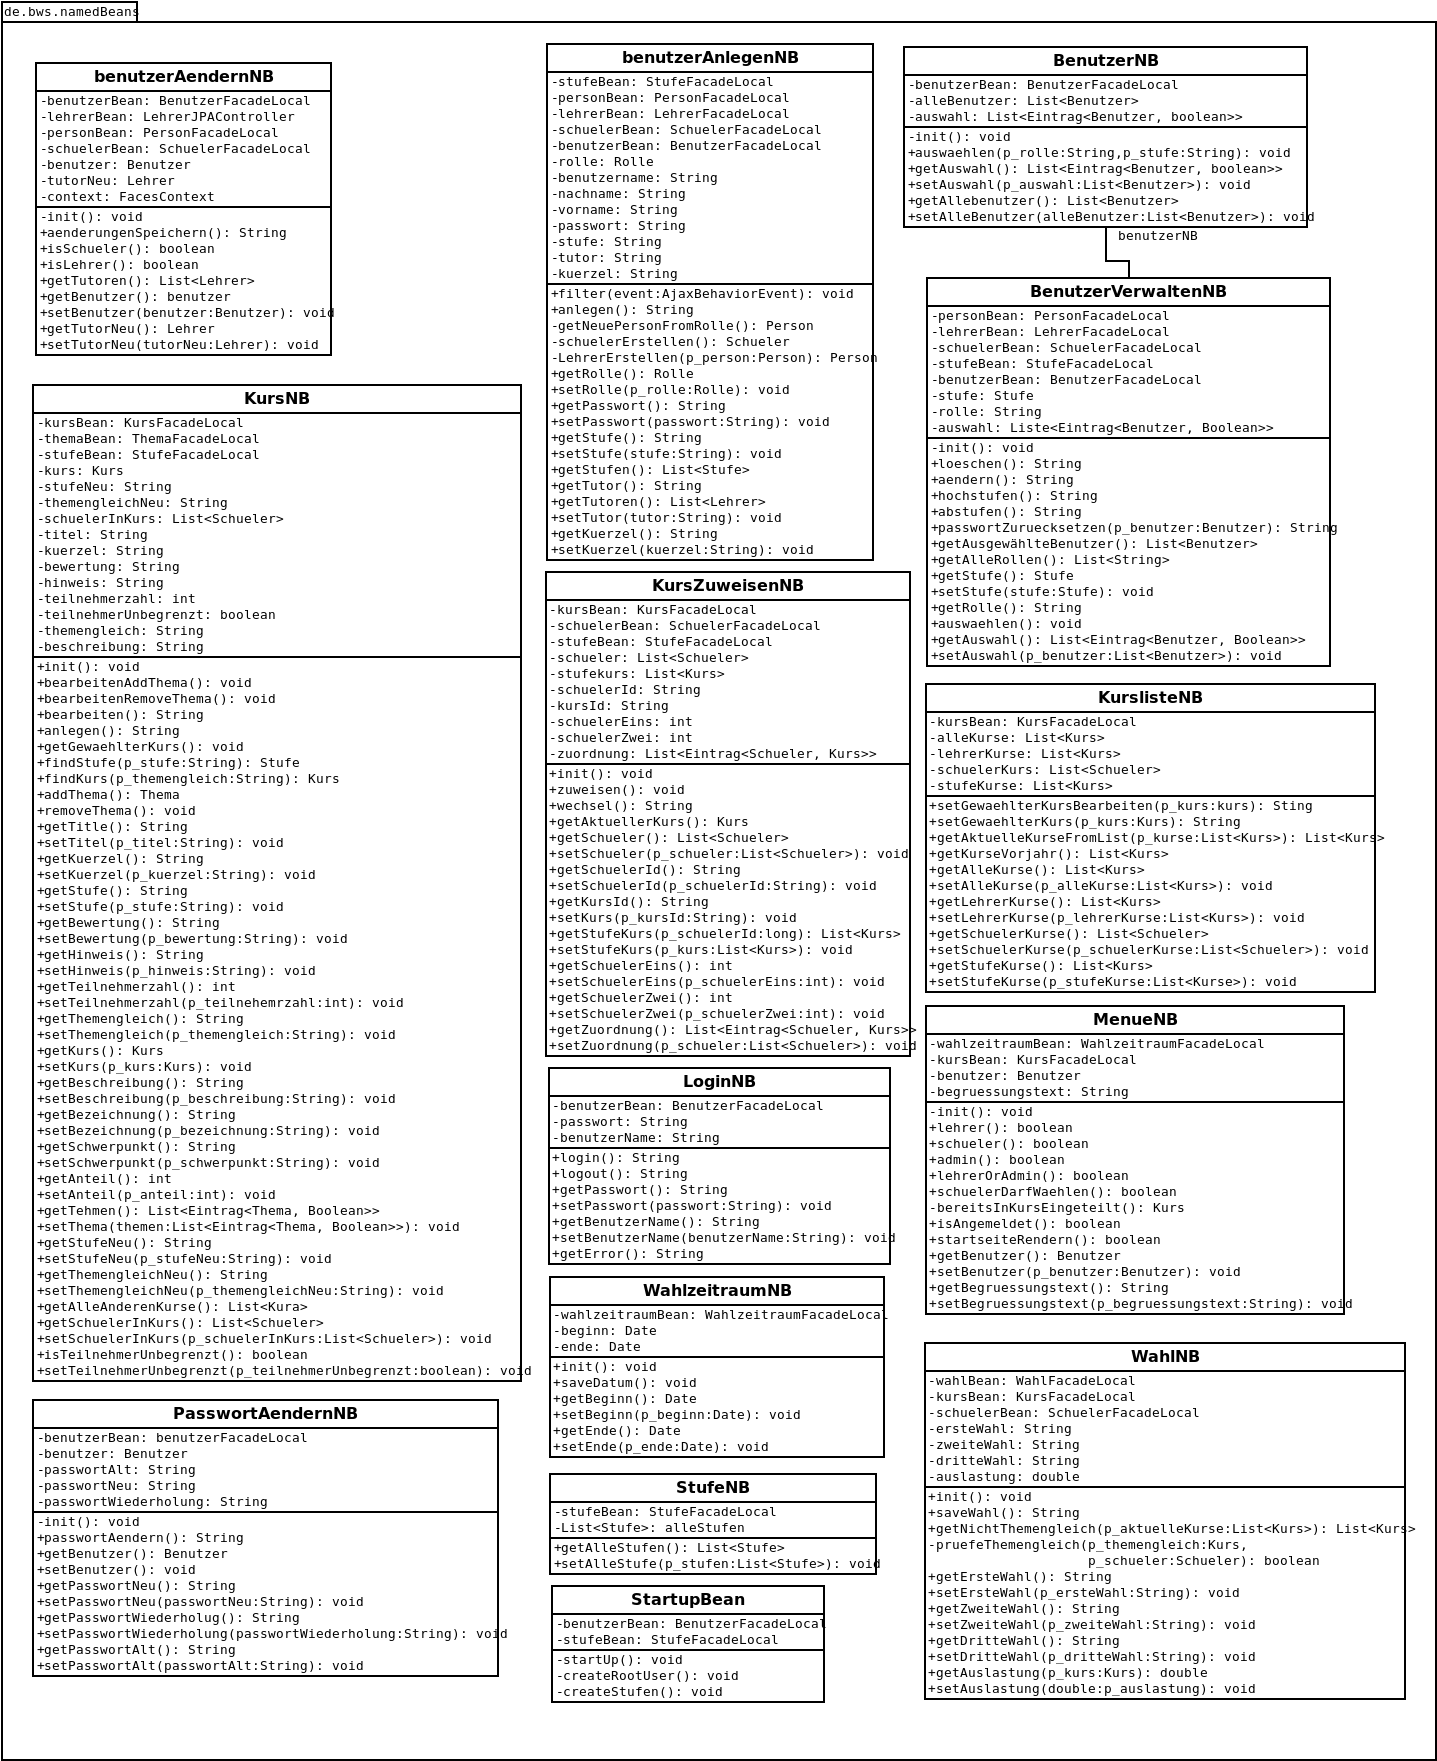 de.bws.namedBeans
benutzerAendernNB
-benutzerBean: BenutzerFacadeLocal
-lehrerBean: LehrerJPAController
-personBean: PersonFacadeLocal
-schuelerBean: SchuelerFacadeLocal
-benutzer: Benutzer
-tutorNeu: Lehrer
-context: FacesContext
-init(): void
+aenderungenSpeichern(): String
+isSchueler(): boolean
+isLehrer(): boolean
+getTutoren(): List<Lehrer>
+getBenutzer(): benutzer
+setBenutzer(benutzer:Benutzer): void
+getTutorNeu(): Lehrer
+setTutorNeu(tutorNeu:Lehrer): void
KursNB
-kursBean: KursFacadeLocal
-themaBean: ThemaFacadeLocal
-stufeBean: StufeFacadeLocal
-kurs: Kurs
-stufeNeu: String
-themengleichNeu: String
-schuelerInKurs: List<Schueler>
-titel: String
-kuerzel: String
-bewertung: String
-hinweis: String
-teilnehmerzahl: int
-teilnehmerUnbegrenzt: boolean
-themengleich: String
-beschreibung: String
+init(): void
+bearbeitenAddThema(): void
+bearbeitenRemoveThema(): void
+bearbeiten(): String
+anlegen(): String
+getGewaehlterKurs(): void
+findStufe(p_stufe:String): Stufe
+findKurs(p_themengleich:String): Kurs
+addThema(): Thema
+removeThema(): void
+getTitle(): String
+setTitel(p_titel:String): void
+getKuerzel(): String
+setKuerzel(p_kuerzel:String): void
+getStufe(): String
+setStufe(p_stufe:String): void
+getBewertung(): String
+setBewertung(p_bewertung:String): void
+getHinweis(): String
+setHinweis(p_hinweis:String): void
+getTeilnehmerzahl(): int
+setTeilnehmerzahl(p_teilnehemrzahl:int): void
+getThemengleich(): String
+setThemengleich(p_themengleich:String): void
+getKurs(): Kurs
+setKurs(p_kurs:Kurs): void
+getBeschreibung(): String
+setBeschreibung(p_beschreibung:String): void
+getBezeichnung(): String
+setBezeichnung(p_bezeichnung:String): void
+getSchwerpunkt(): String
+setSchwerpunkt(p_schwerpunkt:String): void
+getAnteil(): int
+setAnteil(p_anteil:int): void
+getTehmen(): List<Eintrag<Thema, Boolean>>
+setThema(themen:List<Eintrag<Thema, Boolean>>): void
+getStufeNeu(): String
+setStufeNeu(p_stufeNeu:String): void
+getThemengleichNeu(): String
+setThemengleichNeu(p_themengleichNeu:String): void
+getAlleAnderenKurse(): List<Kura>
+getSchuelerInKurs(): List<Schueler>
+setSchuelerInKurs(p_schuelerInKurs:List<Schueler>): void
+isTeilnehmerUnbegrenzt(): boolean
+setTeilnehmerUnbegrenzt(p_teilnehmerUnbegrenzt:boolean): void
PasswortAendernNB
-benutzerBean: benutzerFacadeLocal
-benutzer: Benutzer
-passwortAlt: String
-passwortNeu: String
-passwortWiederholung: String
-init(): void
+passwortAendern(): String
+getBenutzer(): Benutzer
+setBenutzer(): void
+getPasswortNeu(): String
+setPasswortNeu(passwortNeu:String): void
+getPasswortWiederholug(): String
+setPasswortWiederholung(passwortWiederholung:String): void
+getPasswortAlt(): String
+setPasswortAlt(passwortAlt:String): void
benutzerAnlegenNB
-stufeBean: StufeFacadeLocal
-personBean: PersonFacadeLocal
-lehrerBean: LehrerFacadeLocal
-schuelerBean: SchuelerFacadeLocal
-benutzerBean: BenutzerFacadeLocal
-rolle: Rolle
-benutzername: String
-nachname: String
-vorname: String
-passwort: String
-stufe: String
-tutor: String
-kuerzel: String
+filter(event:AjaxBehaviorEvent): void
+anlegen(): String
-getNeuePersonFromRolle(): Person
-schuelerErstellen(): Schueler
-LehrerErstellen(p_person:Person): Person
+getRolle(): Rolle
+setRolle(p_rolle:Rolle): void
+getPasswort(): String
+setPasswort(passwort:String): void
+getStufe(): String
+setStufe(stufe:String): void
+getStufen(): List<Stufe>
+getTutor(): String
+getTutoren(): List<Lehrer>
+setTutor(tutor:String): void
+getKuerzel(): String
+setKuerzel(kuerzel:String): void
KursZuweisenNB
-kursBean: KursFacadeLocal
-schuelerBean: SchuelerFacadeLocal
-stufeBean: StufeFacadeLocal
-schueler: List<Schueler>
-stufekurs: List<Kurs>
-schuelerId: String
-kursId: String
-schuelerEins: int
-schuelerZwei: int
-zuordnung: List<Eintrag<Schueler, Kurs>>
+init(): void
+zuweisen(): void
+wechsel(): String
+getAktuellerKurs(): Kurs
+getSchueler(): List<Schueler>
+setSchueler(p_schueler:List<Schueler>): void
+getSchuelerId(): String
+setSchuelerId(p_schuelerId:String): void
+getKursId(): String
+setKurs(p_kursId:String): void
+getStufeKurs(p_schuelerId:long): List<Kurs>
+setStufeKurs(p_kurs:List<Kurs>): void
+getSchuelerEins(): int
+setSchuelerEins(p_schuelerEins:int): void
+getSchuelerZwei(): int
+setSchuelerZwei(p_schuelerZwei:int): void
+getZuordnung(): List<Eintrag<Schueler, Kurs>>
+setZuordnung(p_schueler:List<Schueler>): void
LoginNB
-benutzerBean: BenutzerFacadeLocal
-passwort: String
-benutzerName: String
+login(): String
+logout(): String
+getPasswort(): String
+setPasswort(passwort:String): void
+getBenutzerName(): String
+setBenutzerName(benutzerName:String): void
+getError(): String
WahlzeitraumNB
-wahlzeitraumBean: WahlzeitraumFacadeLocal
-beginn: Date
-ende: Date
+init(): void
+saveDatum(): void
+getBeginn(): Date
+setBeginn(p_beginn:Date): void
+getEnde(): Date
+setEnde(p_ende:Date): void
StufeNB
-stufeBean: StufeFacadeLocal
-List<Stufe>: alleStufen
+getAlleStufen(): List<Stufe>
+setAlleStufe(p_stufen:List<Stufe>): void
StartupBean
-benutzerBean: BenutzerFacadeLocal
-stufeBean: StufeFacadeLocal
-startUp(): void
-createRootUser(): void
-createStufen(): void
BenutzerNB
-benutzerBean: BenutzerFacadeLocal
-alleBenutzer: List<Benutzer>
-auswahl: List<Eintrag<Benutzer, boolean>>
-init(): void
+auswaehlen(p_rolle:String,p_stufe:String): void
+getAuswahl(): List<Eintrag<Benutzer, boolean>>
+setAuswahl(p_auswahl:List<Benutzer>): void
+getAllebenutzer(): List<Benutzer>
+setAlleBenutzer(alleBenutzer:List<Benutzer>): void
benutzerNB
BenutzerVerwaltenNB
-personBean: PersonFacadeLocal
-lehrerBean: LehrerFacadeLocal
-schuelerBean: SchuelerFacadeLocal
-stufeBean: StufeFacadeLocal
-benutzerBean: BenutzerFacadeLocal
-stufe: Stufe
-rolle: String
-auswahl: Liste<Eintrag<Benutzer, Boolean>>
-init(): void
+loeschen(): String
+aendern(): String
+hochstufen(): String
+abstufen(): String
+passwortZuruecksetzen(p_benutzer:Benutzer): String
+getAusgewählteBenutzer(): List<Benutzer>
+getAlleRollen(): List<String>
+getStufe(): Stufe
+setStufe(stufe:Stufe): void
+getRolle(): String
+auswaehlen(): void
+getAuswahl(): List<Eintrag<Benutzer, Boolean>>
+setAuswahl(p_benutzer:List<Benutzer>): void
KurslisteNB
-kursBean: KursFacadeLocal
-alleKurse: List<Kurs>
-lehrerKurse: List<Kurs>
-schuelerKurs: List<Schueler>
-stufeKurse: List<Kurs>
+setGewaehlterKursBearbeiten(p_kurs:kurs): Sting
+setGewaehlterKurs(p_kurs:Kurs): String
+getAktuelleKurseFromList(p_kurse:List<Kurs>): List<Kurs>
+getKurseVorjahr(): List<Kurs>
+getAlleKurse(): List<Kurs>
+setAlleKurse(p_alleKurse:List<Kurs>): void
+getLehrerKurse(): List<Kurs>
+setLehrerKurse(p_lehrerKurse:List<Kurs>): void
+getSchuelerKurse(): List<Schueler>
+setSchuelerKurse(p_schuelerKurse:List<Schueler>): void
+getStufeKurse(): List<Kurs>
+setStufeKurse(p_stufeKurse:List<Kurse>): void
MenueNB
-wahlzeitraumBean: WahlzeitraumFacadeLocal
-kursBean: KursFacadeLocal
-benutzer: Benutzer
-begruessungstext: String
-init(): void
+lehrer(): boolean
+schueler(): boolean
+admin(): boolean
+lehrerOrAdmin(): boolean
+schuelerDarfWaehlen(): boolean
-bereitsInKursEingeteilt(): Kurs
+isAngemeldet(): boolean
+startseiteRendern(): boolean
+getBenutzer(): Benutzer
+setBenutzer(p_benutzer:Benutzer): void
+getBegruessungstext(): String
+setBegruessungstext(p_begruessungstext:String): void
WahlNB
-wahlBean: WahlFacadeLocal
-kursBean: KursFacadeLocal
-schuelerBean: SchuelerFacadeLocal
-ersteWahl: String
-zweiteWahl: String
-dritteWahl: String
-auslastung: double
+init(): void
+saveWahl(): String
+getNichtThemengleich(p_aktuelleKurse:List<Kurs>): List<Kurs>
-pruefeThemengleich(p_themengleich:Kurs,
p_schueler:Schueler): boolean
+getErsteWahl(): String
+setErsteWahl(p_ersteWahl:String): void
+getZweiteWahl(): String
+setZweiteWahl(p_zweiteWahl:String): void
+getDritteWahl(): String
+setDritteWahl(p_dritteWahl:String): void
+getAuslastung(p_kurs:Kurs): double
+setAuslastung(double:p_auslastung): void